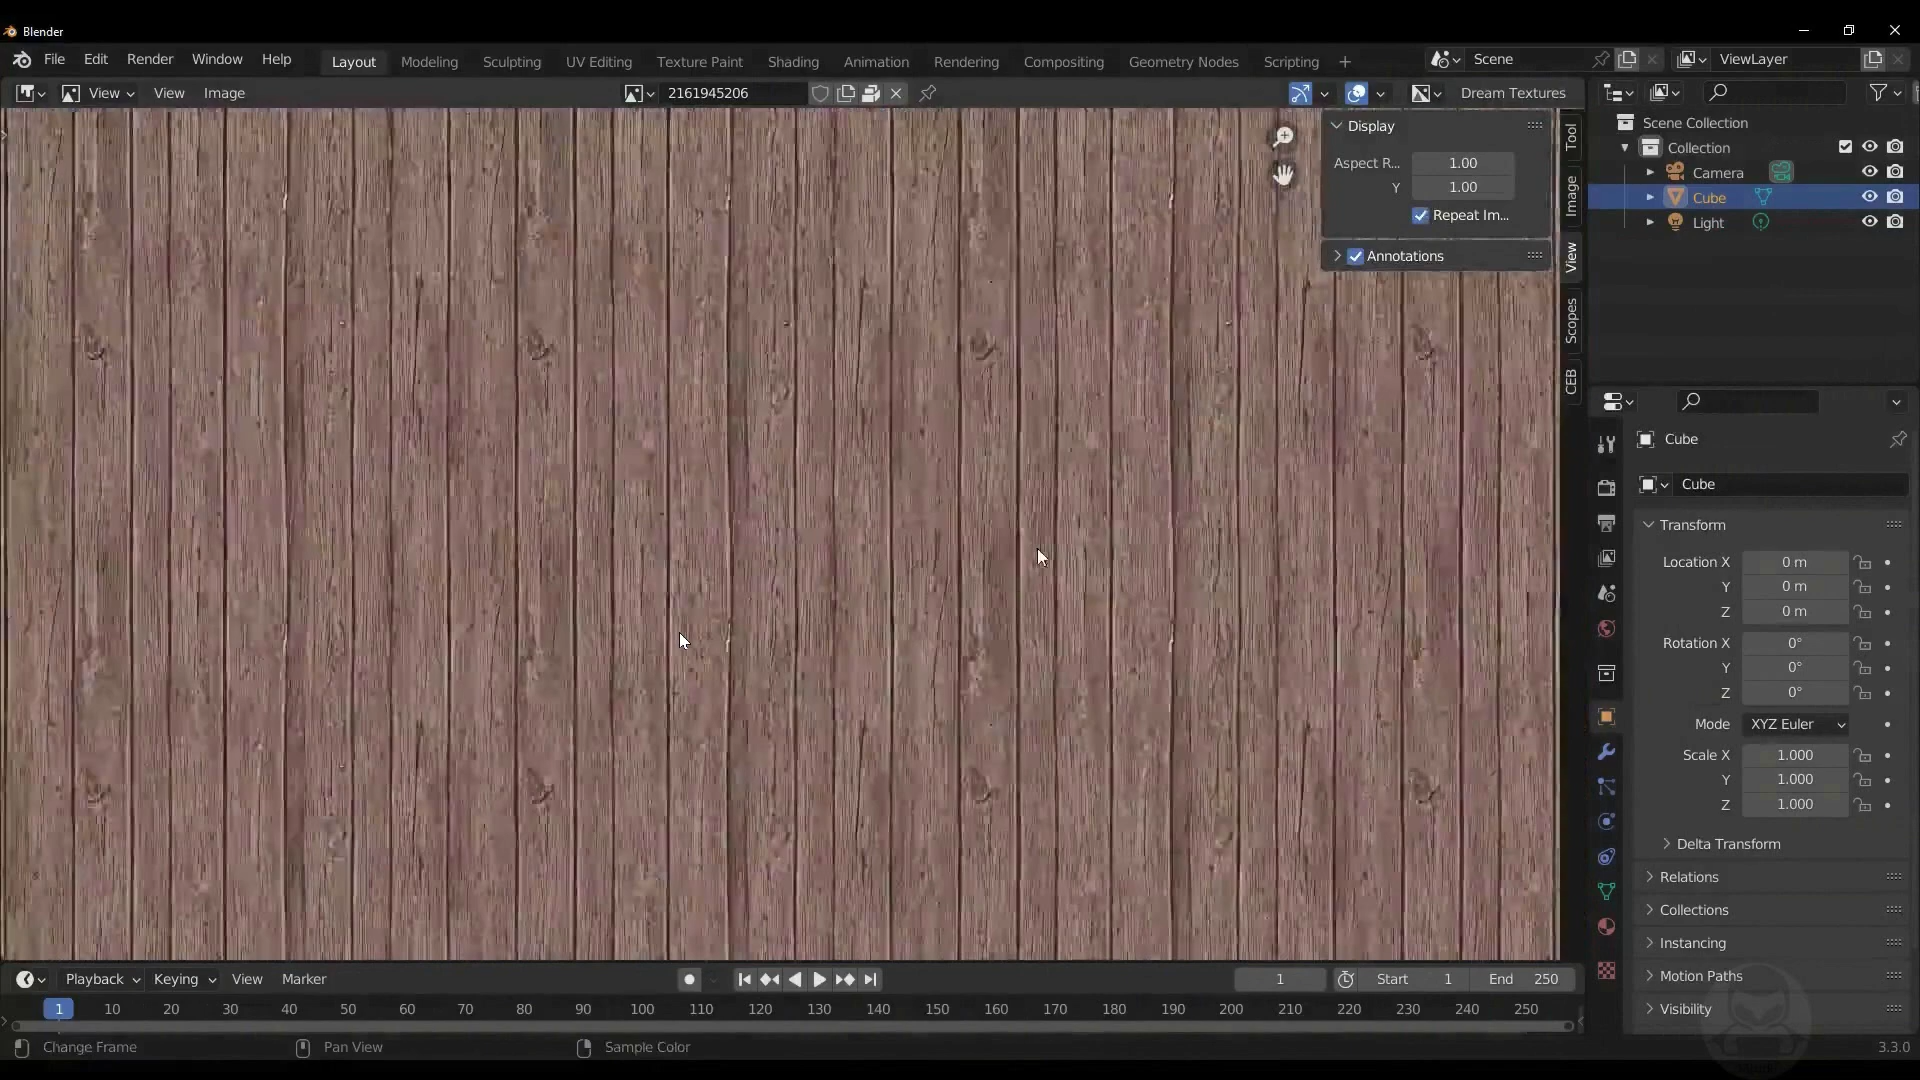 Blender
File Edit Render Window Help Layout Modeling Sculpting UV Editing Texture Paint Shading Animation Rendering Compositing Geometry Nodes Scripting + Scene ViewLayer
View View Image 2161945206 Dream Textures
Display
Aspect R... 1.00
Y 1.00
Repeat Im...
Annotations
Tool
Image
View
Scopes
CEB
Scene Collection
Collection
Camera
Cube
Light
Cube
Cube
Transform
Location X 0 m
Y 0 m
Z 0 m
Rotation X 0°
Y 0°
Z 0°
Mode XYZ Euler
Scale X 1.000
Y 1.000
Z 1.000
Delta Transform
Relations
Collections
Instancing
Motion Paths
Visibility
Playback Keying View Marker 1 Start 1 End 250
1 10 20 30 40 50 60 70 80 90 100 110 120 130 140 150 160 170 180 190 200 210 220 230 240 250
Change Frame Pan View Sample Color 3.3.0